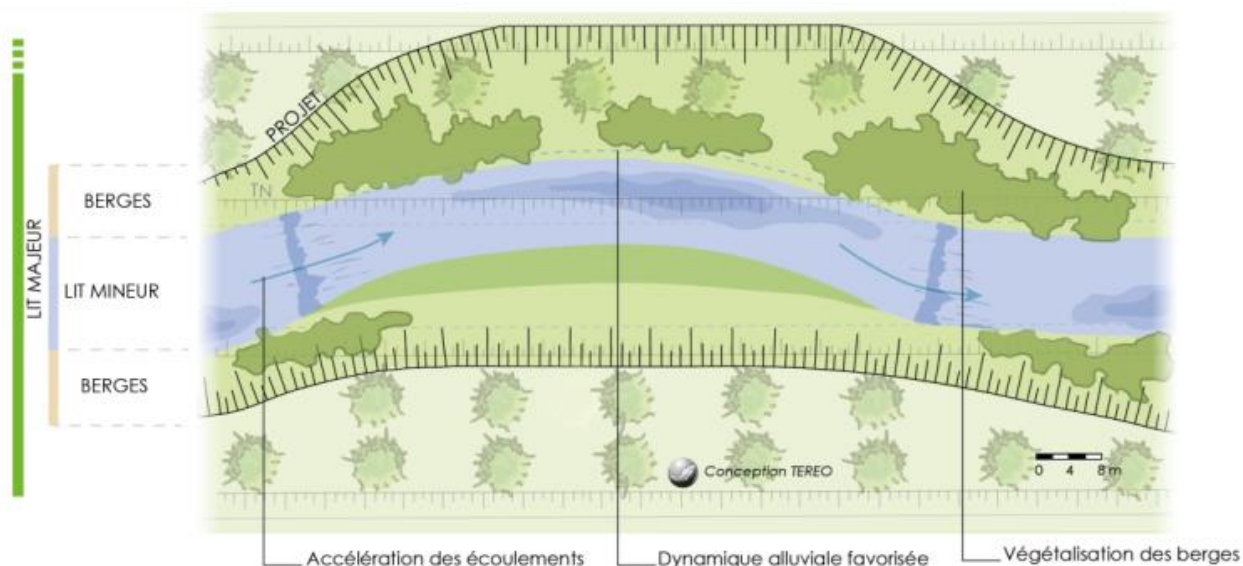 PROJET
TN
BERGES
LIT MAJEUR
LIT MINEUR
BERGES
Conception TEREO
0 4 8 m
Accélération des écoulements
Dynamique alluviale favorisée
Végétalisation des berges